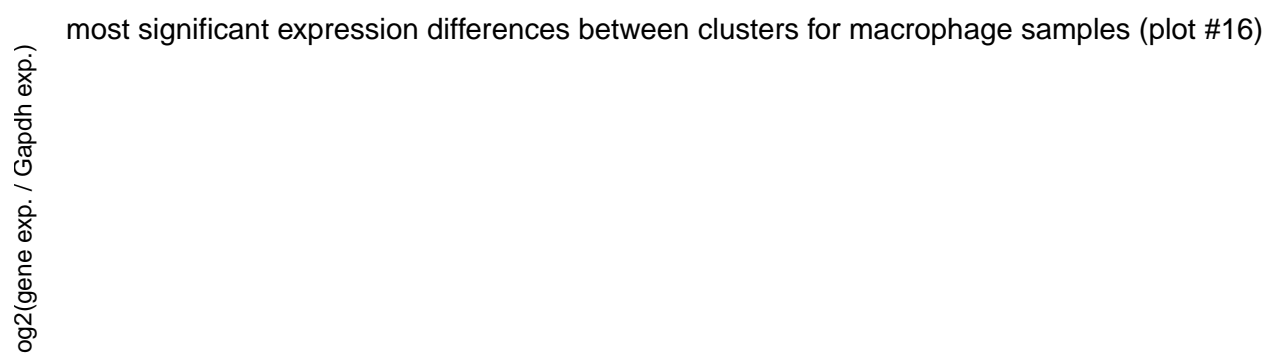 most significant expression differences between clusters for macrophage samples (plot #16)
og2(gene exp. / Gapdh exp.)